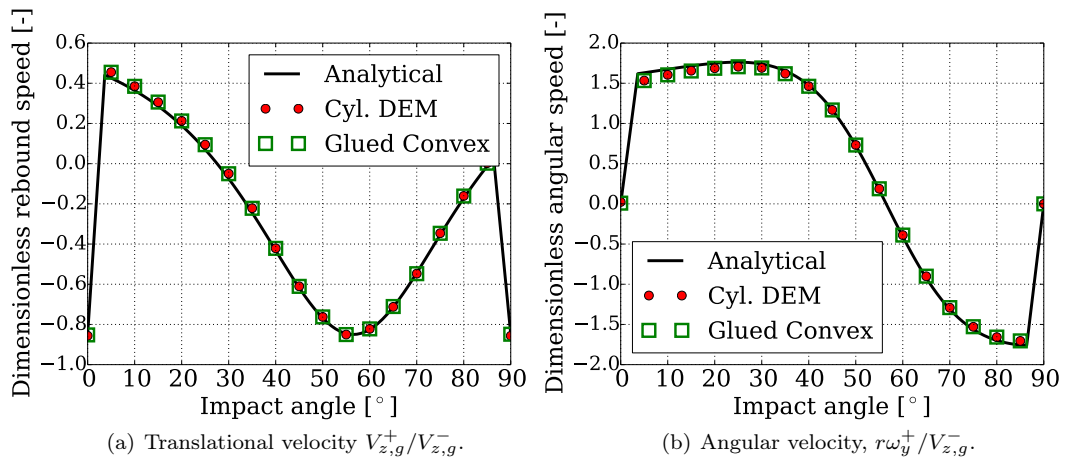 Dimensionless rebound speed [-]
0.6
0.4
0.2
0.0
−0.2
−0.4
−0.6
−0.8
−1.0
0 10 20 30 40 50 60 70 80 90
Impact angle [°]
Analytical
Cyl. DEM
Glued Convex
(a) Translational velocity V⁺_{z,g}/V⁻_{z,g}.
Dimensionless angular speed [-]
2.0
1.5
1.0
0.5
0.0
−0.5
−1.0
−1.5
−2.0
0 10 20 30 40 50 60 70 80 90
Impact angle [°]
Analytical
Cyl. DEM
Glued Convex
(b) Angular velocity, rω⁺_y/V⁻_{z,g}.